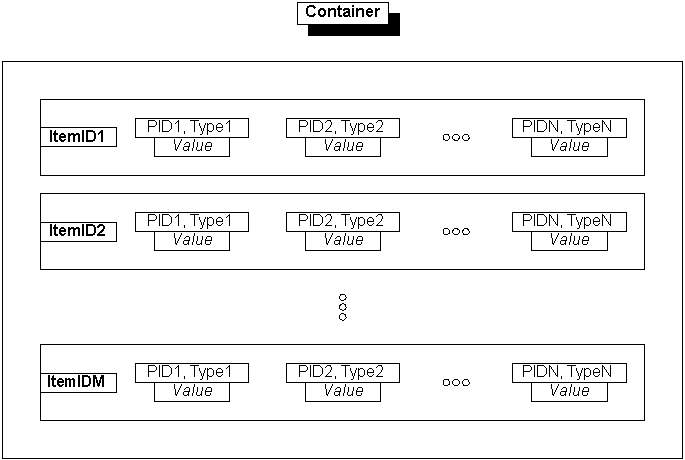 Container
ItemID1 PID1, Type1 PID2, Type2 PIDN, TypeN
Value Value Value
ItemID2 PID1, Type1 PID2, Type2 PIDN, TypeN
Value Value Value
ItemIDM PID1, Type1 PID2, Type2 PIDN, TypeN
Value Value Value